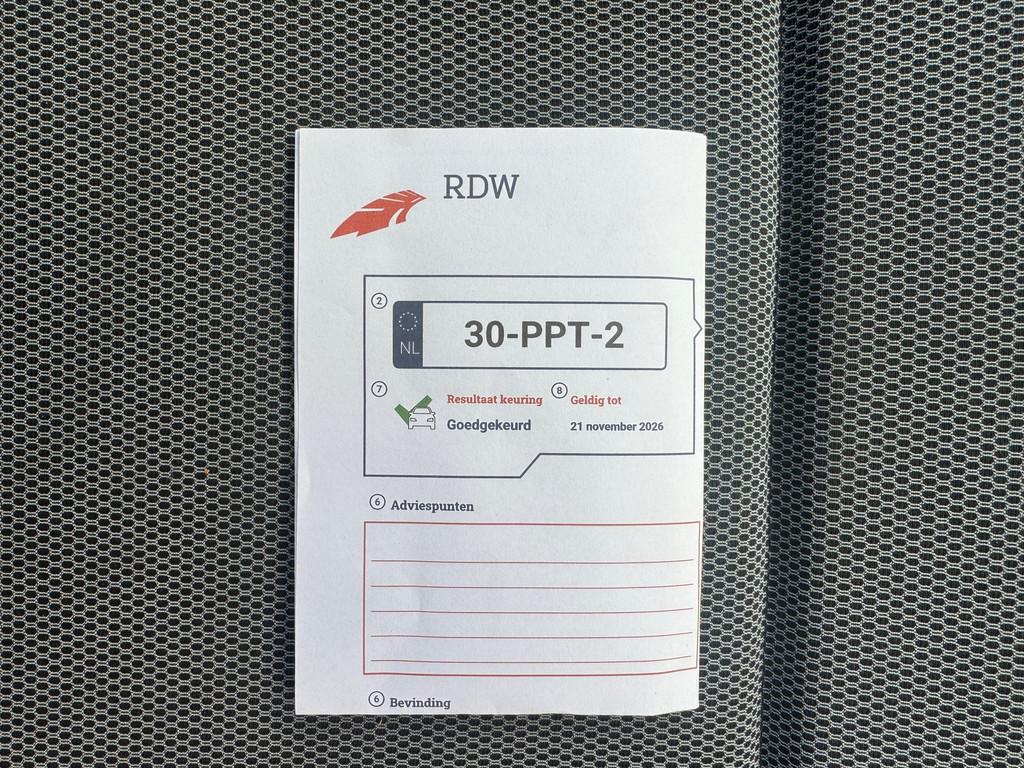 RDW
2
NL
30-PPT-2
7
Resultaat keuring
8
Geldig tot
Goedgekeurd
21 november 2026
6 Adviespunten
6 Bevinding